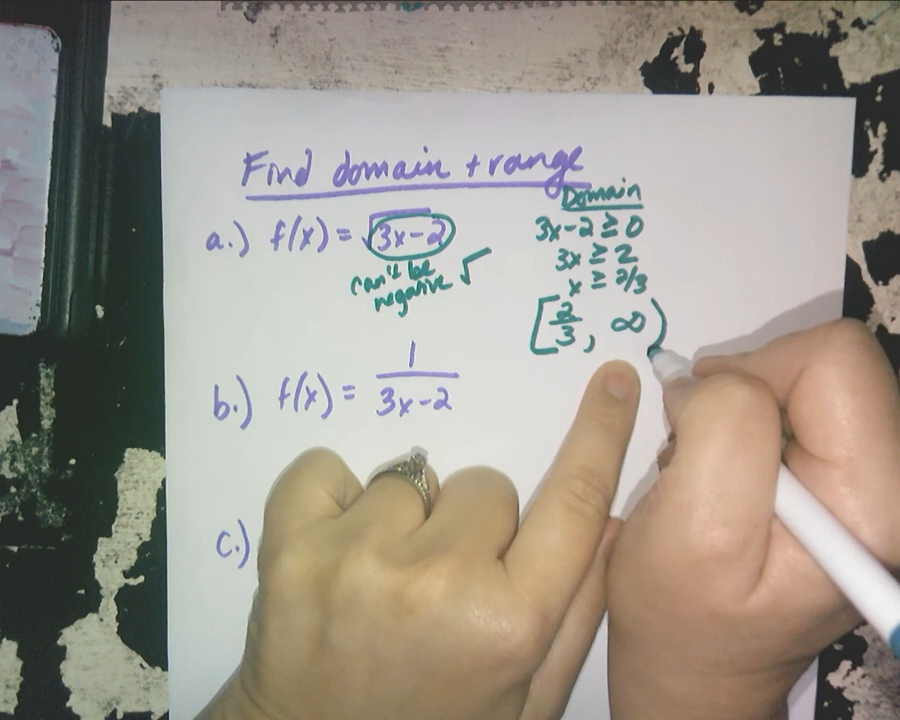 Find domain + range
a.) f(x) = √3x-2
can't be
negative √
Domain
3x-2 ≥ 0
3x ≥ 2
x ≥ 2/3
[2/3, ∞)
b.) f(x) = 1/3x-2
c.)